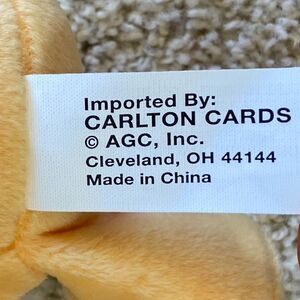 Imported By:
CARLTON CARDS
© AGC, Inc.
Cleveland, OH 44144
Made in China